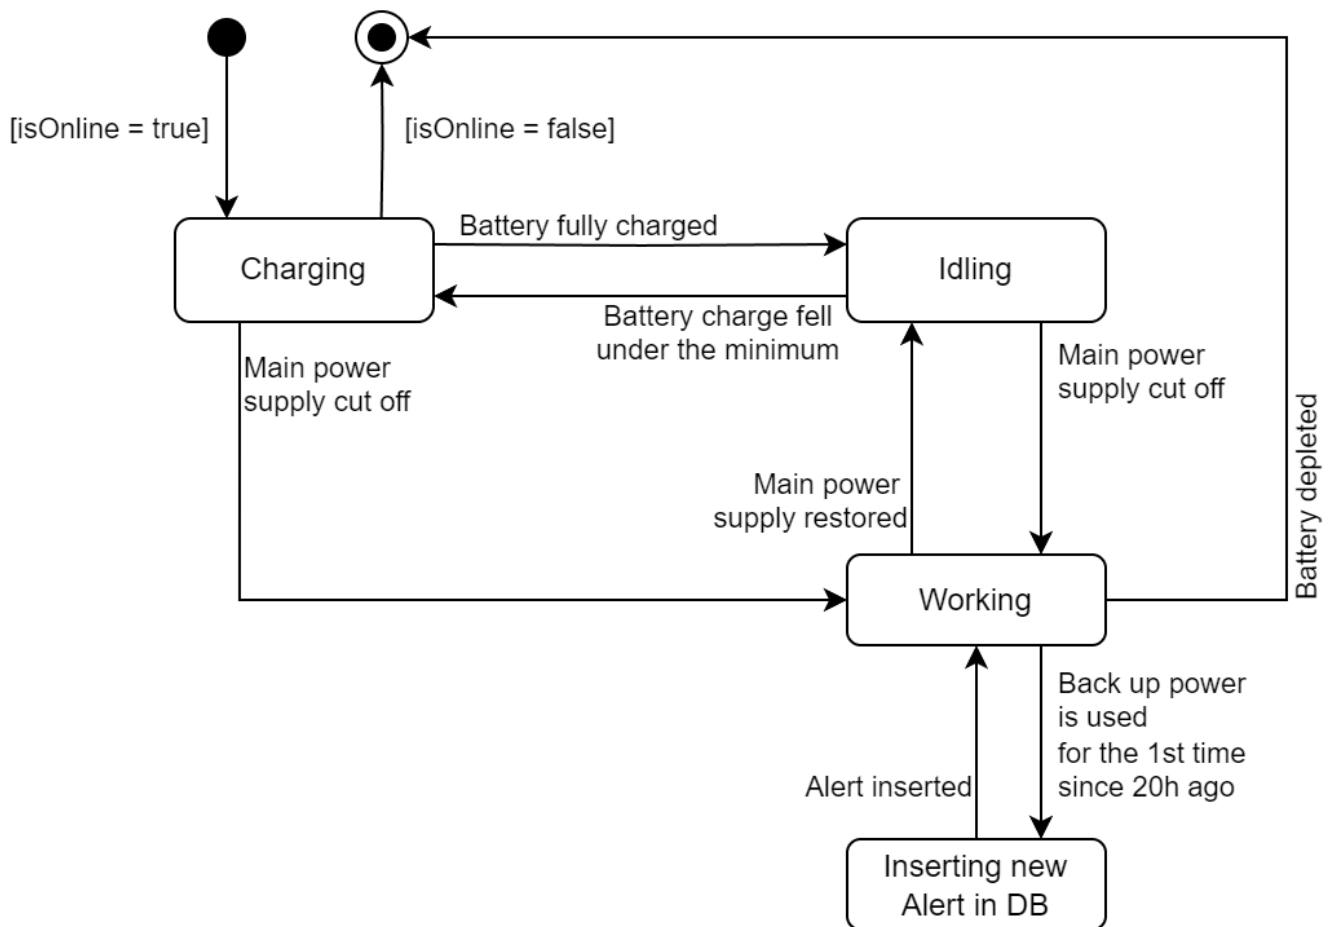 [isOnline = true]
[isOnline = false]
Battery fully charged
Charging
Idling
Battery charge fell
under the minimum
Main power
supply cut off
Main power
supply cut off
Battery depleted
Main power
supply restored
Working
Back up power
is used
for the 1st time
since 20h ago
Alert inserted
Inserting new
Alert in DB